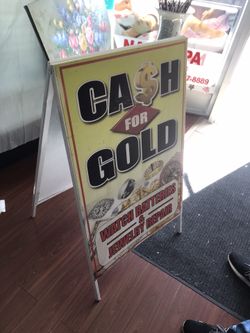 CA$H
FOR
GOLD
WATCH BATTERIES
&
JEWELRY REPAIR